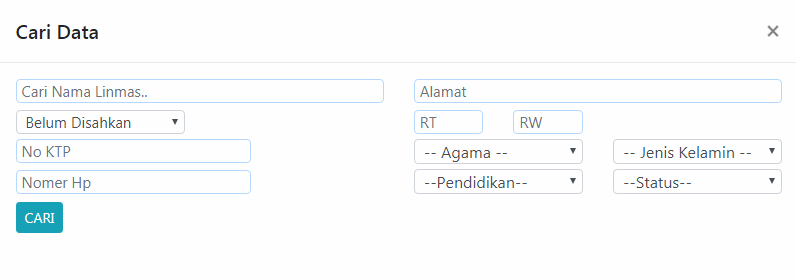 Cari Data ×
Cari Nama Linmas.. Alamat
Belum Disahkan RT RW
No KTP -- Agama -- -- Jenis Kelamin --
Nomer Hp --Pendidikan-- --Status--
CARI